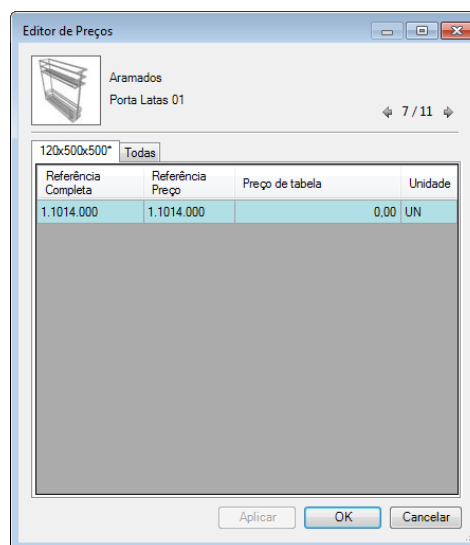 Editor de Preços
Aramados
Porta Latas 01
7 / 11
120x500x500* Todas
Referência Completa Referência Preço Preço de tabela Unidade
1.1014.000 1.1014.000 0,00 UN
Aplicar OK Cancelar